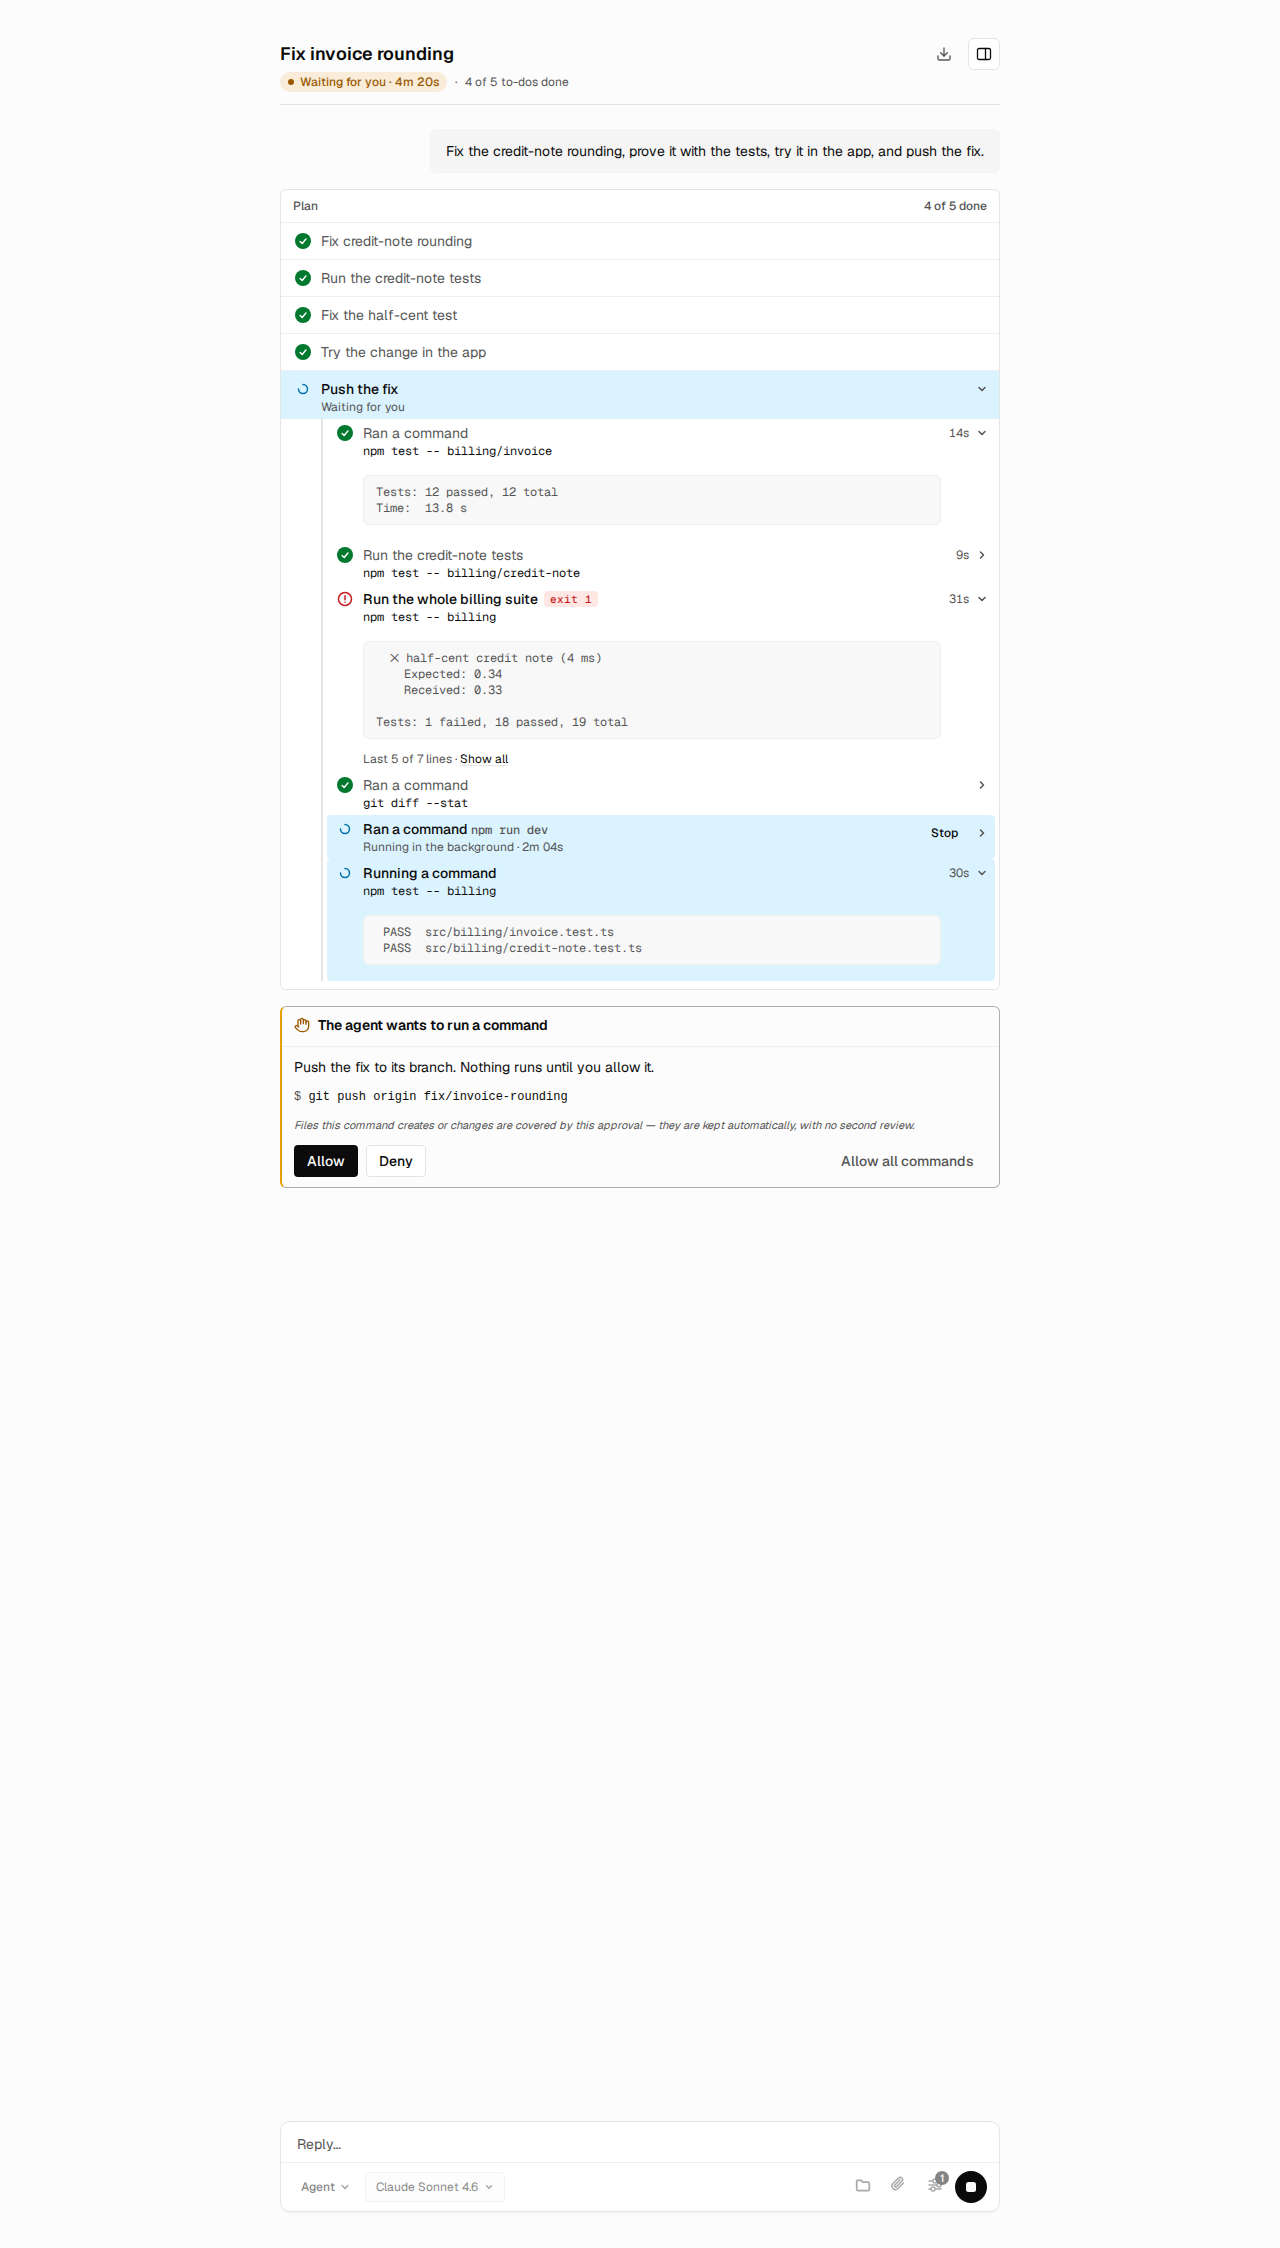 Fix invoice rounding
Waiting for you · 4m 20s · 4 of 5 to-dos done
Fix the credit-note rounding, prove it with the tests, try it in the app, and push the fix.
Plan 4 of 5 done
Fix credit-note rounding
Run the credit-note tests
Fix the half-cent test
Try the change in the app
Push the fix
Waiting for you
Ran a command 14s
npm test -- billing/invoice
Tests: 12 passed, 12 total
Time:  13.8 s
Run the credit-note tests 9s
npm test -- billing/credit-note
Run the whole billing suite exit 1 31s
npm test -- billing
✕ half-cent credit note (4 ms)
Expected: 0.34
Received: 0.33
Tests: 1 failed, 18 passed, 19 total
Last 5 of 7 lines · Show all
Ran a command
git diff --stat
Ran a command npm run dev Stop
Running in the background · 2m 04s
Running a command 30s
npm test -- billing
PASS  src/billing/invoice.test.ts
PASS  src/billing/credit-note.test.ts
The agent wants to run a command
Push the fix to its branch. Nothing runs until you allow it.
$ git push origin fix/invoice-rounding
Files this command creates or changes are covered by this approval — they are kept automatically, with no second review.
Allow Deny Allow all commands
Reply…
Agent Claude Sonnet 4.6 1